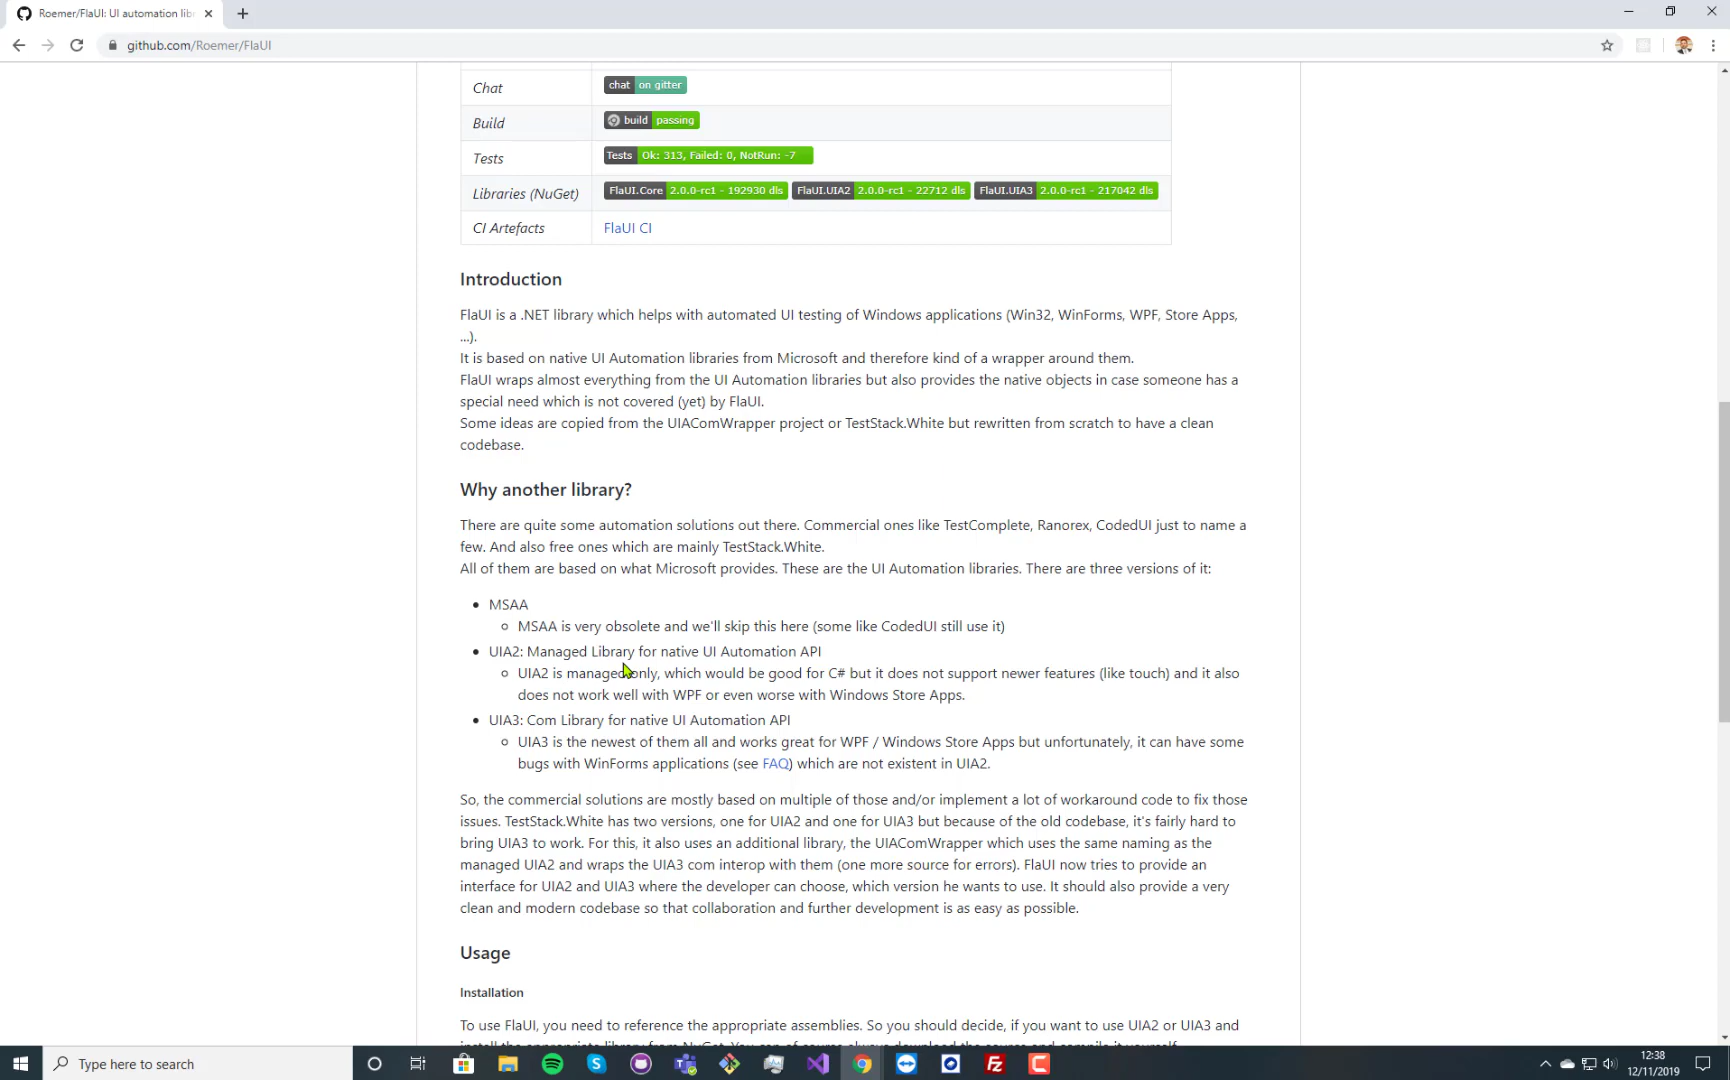 Roemer/FlaUI: UI automation lib
github.com/Roemer/FlaUI
Chat
chat on gitter
Build
build passing
Tests
Tests Ok: 313, Failed: 0, NotRun: -7
Libraries (NuGet)
FlaUI.Core 2.0.0-rc1 - 192930 dls FlaUI.UIA2 2.0.0-rc1 - 22712 dls FlaUI.UIA3 2.0.0-rc1 - 217042 dls
CI Artefacts
FlaUI CI
Introduction
FlaUI is a .NET library which helps with automated UI testing of Windows applications (Win32, WinForms, WPF, Store Apps,
...).
It is based on native UI Automation libraries from Microsoft and therefore kind of a wrapper around them.
FlaUI wraps almost everything from the UI Automation libraries but also provides the native objects in case someone has a
special need which is not covered (yet) by FlaUI.
Some ideas are copied from the UIAComWrapper project or TestStack.White but rewritten from scratch to have a clean
codebase.
Why another library?
There are quite some automation solutions out there. Commercial ones like TestComplete, Ranorex, CodedUI just to name a
few. And also free ones which are mainly TestStack.White.
All of them are based on what Microsoft provides. These are the UI Automation libraries. There are three versions of it:
MSAA
MSAA is very obsolete and we'll skip this here (some like CodedUI still use it)
UIA2: Managed Library for native UI Automation API
UIA2 is managed only, which would be good for C# but it does not support newer features (like touch) and it also
does not work well with WPF or even worse with Windows Store Apps.
UIA3: Com Library for native UI Automation API
UIA3 is the newest of them all and works great for WPF / Windows Store Apps but unfortunately, it can have some
bugs with WinForms applications (see FAQ) which are not existent in UIA2.
So, the commercial solutions are mostly based on multiple of those and/or implement a lot of workaround code to fix those
issues. TestStack.White has two versions, one for UIA2 and one for UIA3 but because of the old codebase, it's fairly hard to
bring UIA3 to work. For this, it also uses an additional library, the UIAComWrapper which uses the same naming as the
managed UIA2 and wraps the UIA3 com interop with them (one more source for errors). FlaUI now tries to provide an
interface for UIA2 and UIA3 where the developer can choose, which version he wants to use. It should also provide a very
clean and modern codebase so that collaboration and further development is as easy as possible.
Usage
Installation
To use FlaUI, you need to reference the appropriate assemblies. So you should decide, if you want to use UIA2 or UIA3 and
install the appropriate library from NuGet. You can of course always download the source and compile it yourself.
Type here to search
12:38
12/11/2019